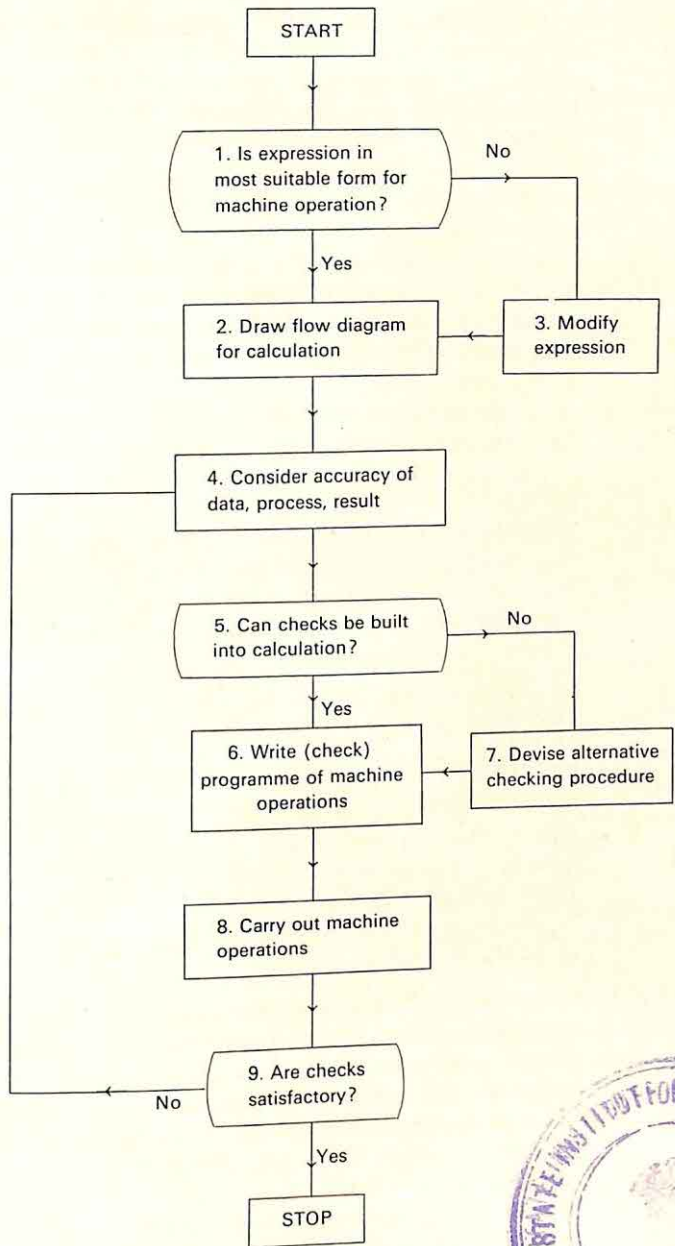 START
1. Is expression in
most suitable form for
machine operation?
No
Yes
2. Draw flow diagram
for calculation
3. Modify
expression
4. Consider accuracy of
data, process, result
5. Can checks be built
into calculation?
No
Yes
6. Write (check)
programme of machine
operations
7. Devise alternative
checking procedure
8. Carry out machine
operations
9. Are checks
satisfactory?
No
Yes
STOP
STATE INSTITUT FO